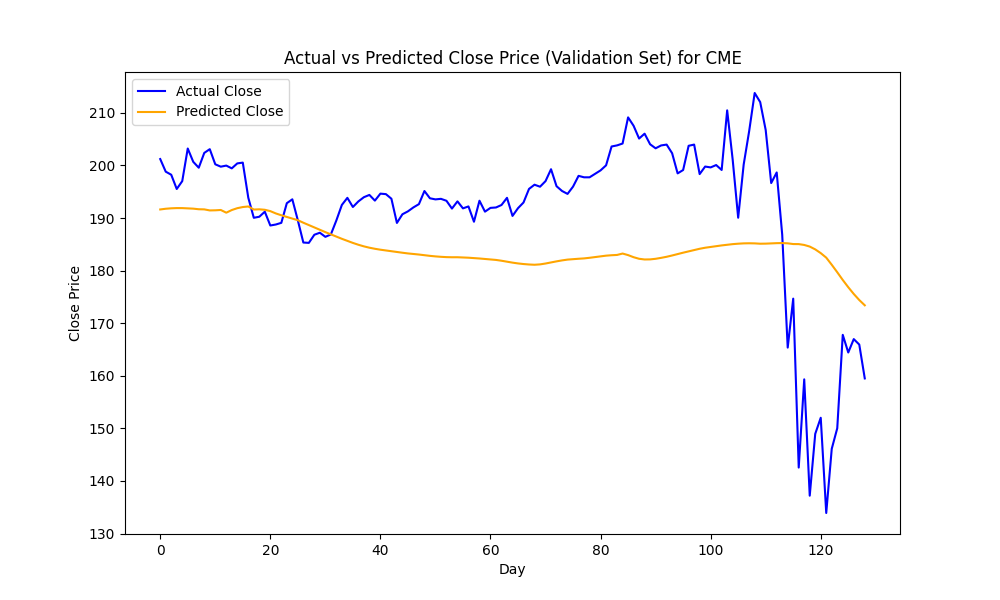 Actual vs Predicted Close Price (Validation Set) for CME
Actual Close
Predicted Close
Close Price
210
200
190
180
170
160
150
140
130
0 20 40 60 80 100 120
Day